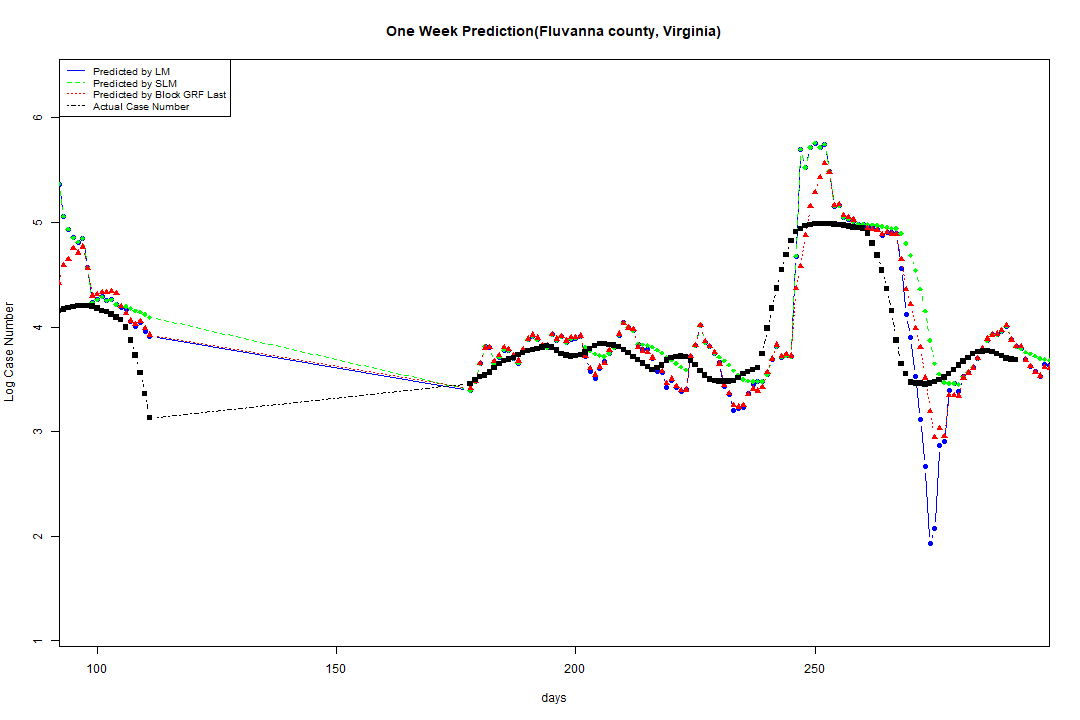 One Week Prediction(Fluvanna county, Virginia)
Predicted by LM
Predicted by SLM
Predicted by Block GRF Last
Actual Case Number
Log Case Number
6
5
4
3
2
1
100 150 200 250
days